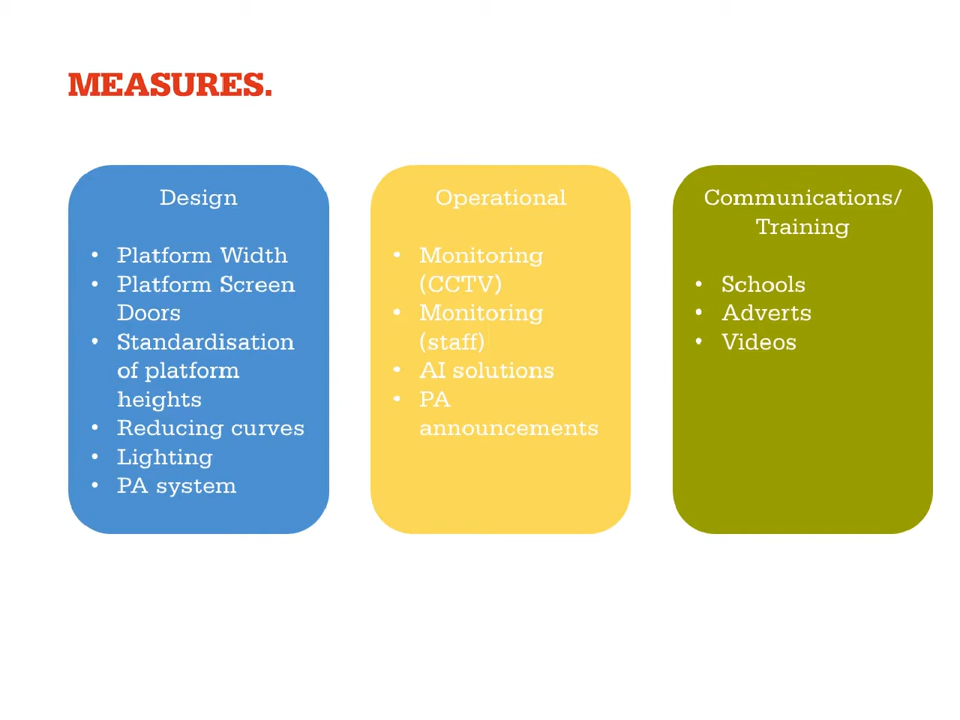 MEASURES.
Design
• Platform Width
• Platform Screen
Doors
• Standardisation
of platform
heights
• Reducing curves
• Lighting
• PA system
Operational
• Monitoring
(CCTV)
• Monitoring
(staff)
• AI solutions
• PA
announcements
Communications/
Training
• Schools
• Adverts
• Videos